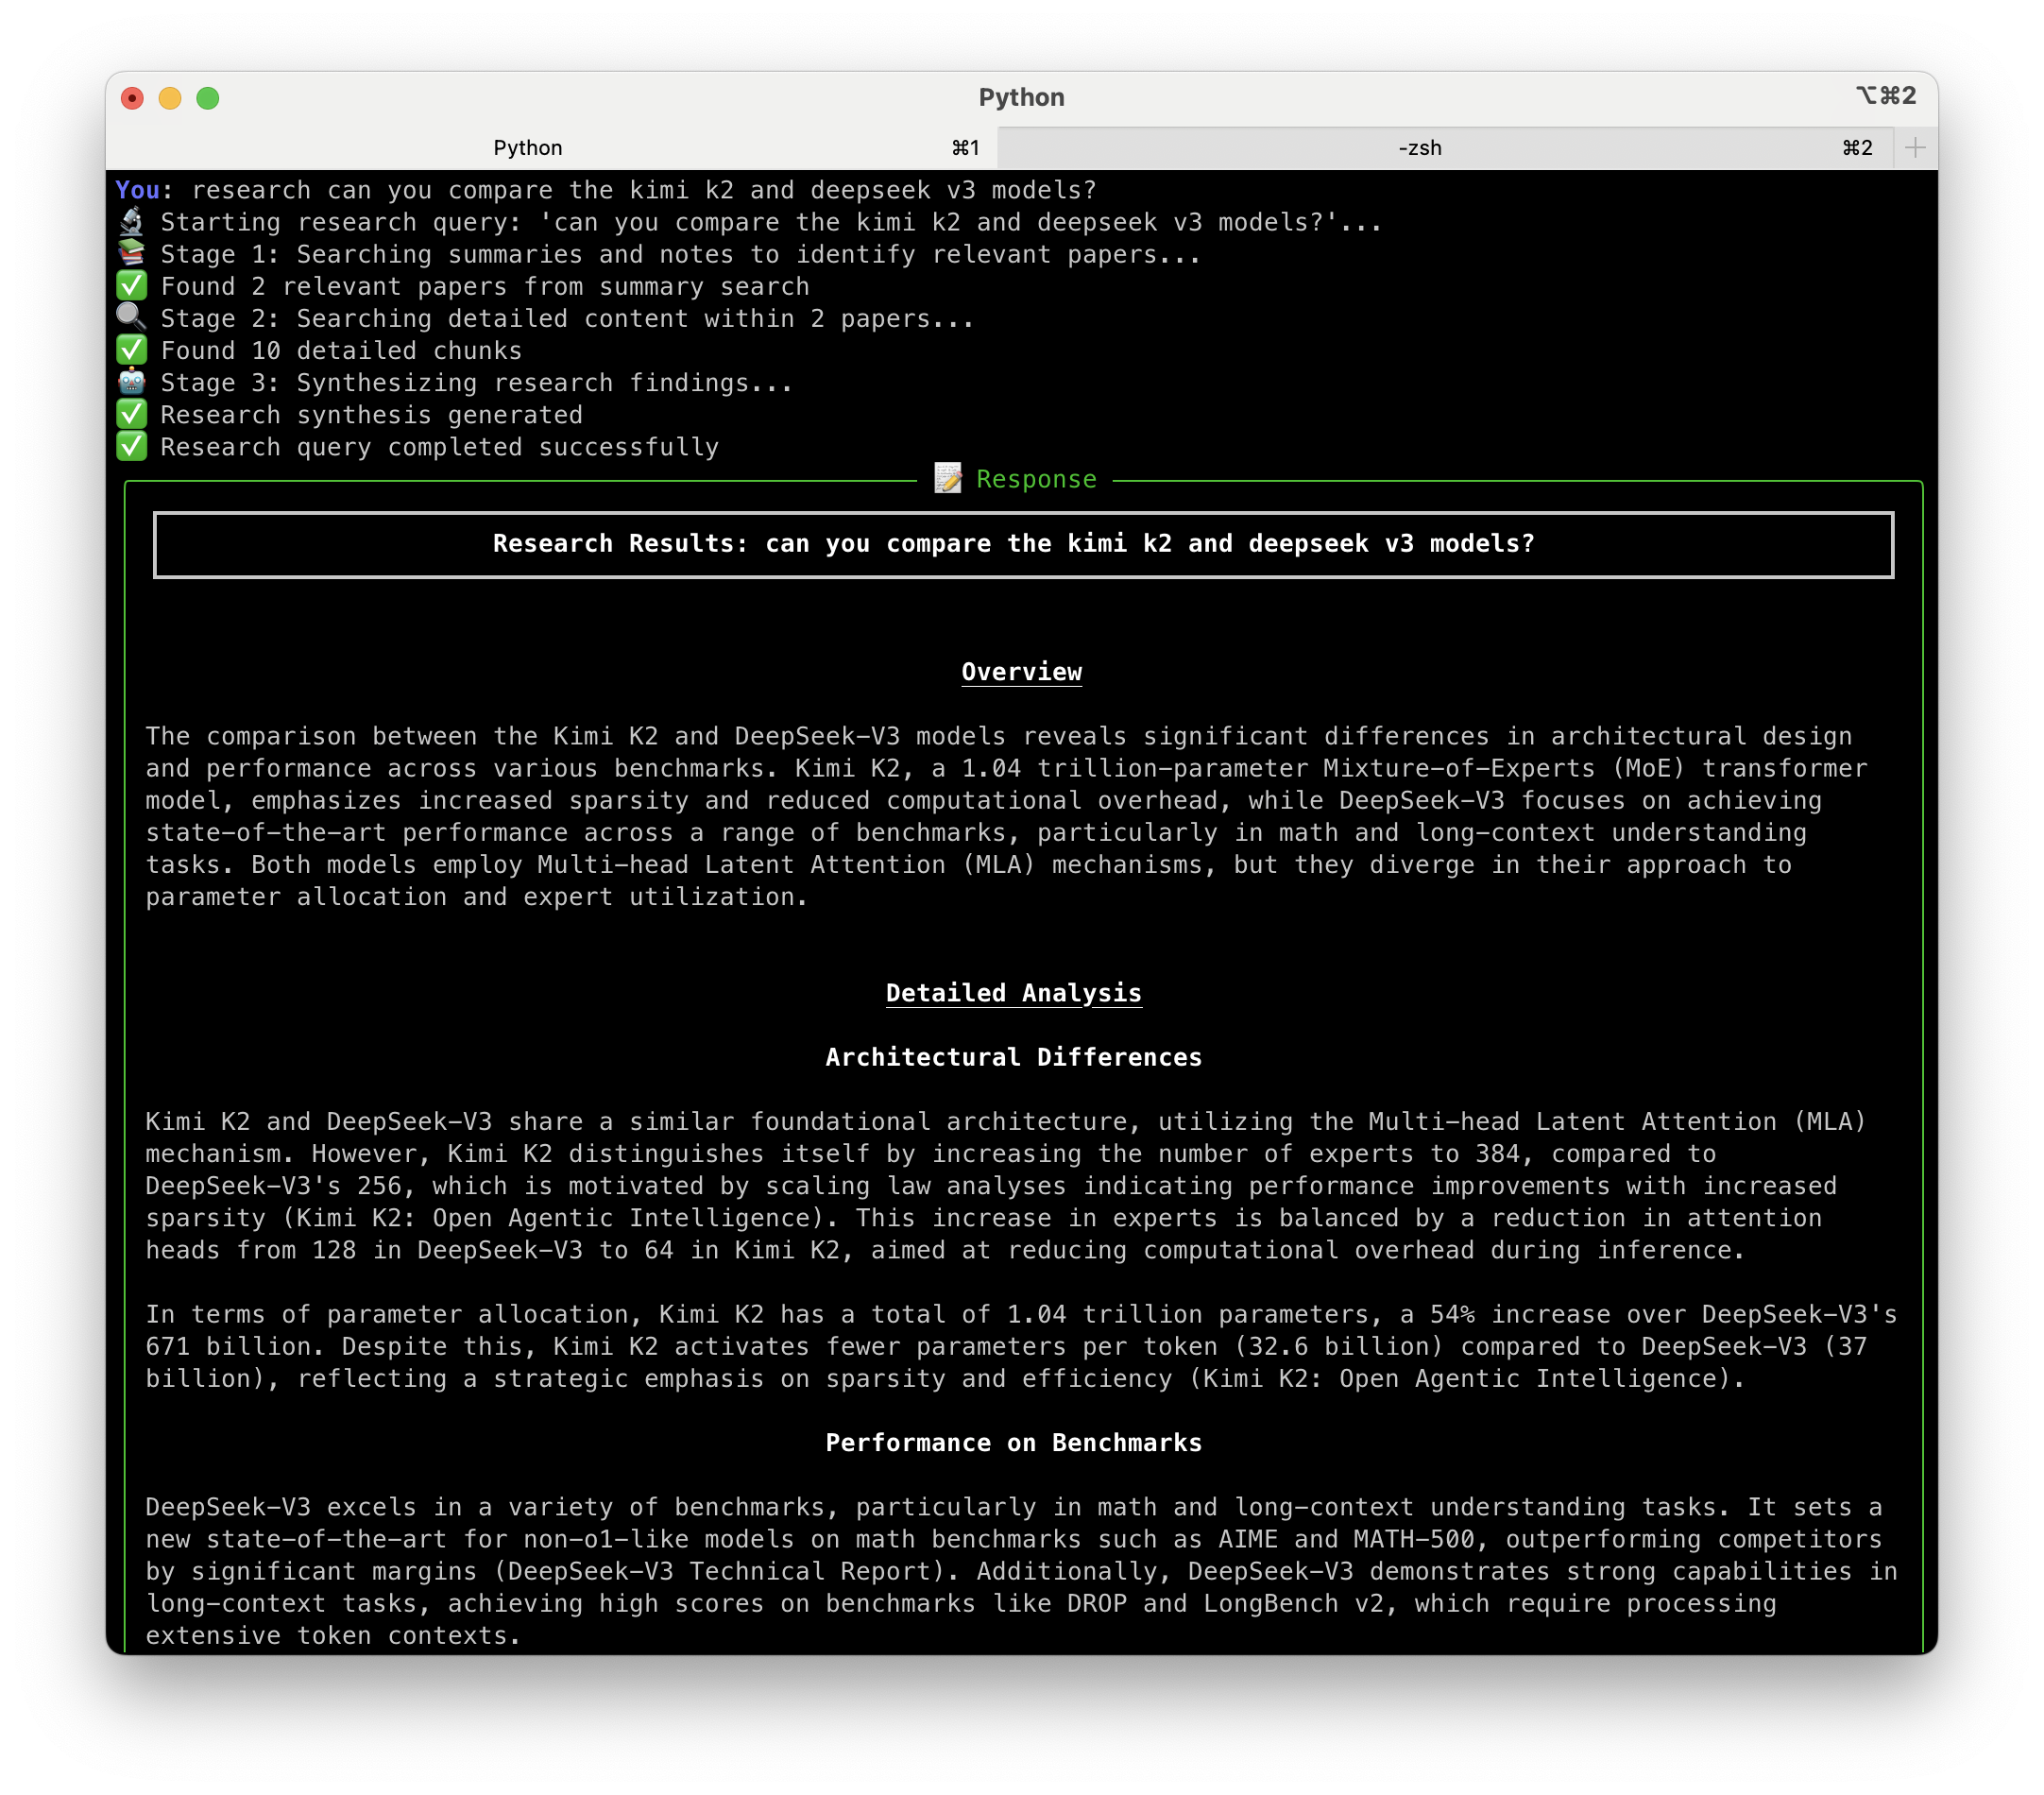 Python
⌥⌘2
Python ⌘1
-zsh ⌘2
You: research can you compare the kimi k2 and deepseek v3 models?
🔬 Starting research query: 'can you compare the kimi k2 and deepseek v3 models?'...
📚 Stage 1: Searching summaries and notes to identify relevant papers...
✅ Found 2 relevant papers from summary search
🔍 Stage 2: Searching detailed content within 2 papers...
✅ Found 10 detailed chunks
🤖 Stage 3: Synthesizing research findings...
✅ Research synthesis generated
✅ Research query completed successfully
📝 Response
Research Results: can you compare the kimi k2 and deepseek v3 models?
Overview
The comparison between the Kimi K2 and DeepSeek-V3 models reveals significant differences in architectural design
and performance across various benchmarks. Kimi K2, a 1.04 trillion-parameter Mixture-of-Experts (MoE) transformer
model, emphasizes increased sparsity and reduced computational overhead, while DeepSeek-V3 focuses on achieving
state-of-the-art performance across a range of benchmarks, particularly in math and long-context understanding
tasks. Both models employ Multi-head Latent Attention (MLA) mechanisms, but they diverge in their approach to
parameter allocation and expert utilization.
Detailed Analysis
Architectural Differences
Kimi K2 and DeepSeek-V3 share a similar foundational architecture, utilizing the Multi-head Latent Attention (MLA)
mechanism. However, Kimi K2 distinguishes itself by increasing the number of experts to 384, compared to
DeepSeek-V3's 256, which is motivated by scaling law analyses indicating performance improvements with increased
sparsity (Kimi K2: Open Agentic Intelligence). This increase in experts is balanced by a reduction in attention
heads from 128 in DeepSeek-V3 to 64 in Kimi K2, aimed at reducing computational overhead during inference.
In terms of parameter allocation, Kimi K2 has a total of 1.04 trillion parameters, a 54% increase over DeepSeek-V3's
671 billion. Despite this, Kimi K2 activates fewer parameters per token (32.6 billion) compared to DeepSeek-V3 (37
billion), reflecting a strategic emphasis on sparsity and efficiency (Kimi K2: Open Agentic Intelligence).
Performance on Benchmarks
DeepSeek-V3 excels in a variety of benchmarks, particularly in math and long-context understanding tasks. It sets a
new state-of-the-art for non-o1-like models on math benchmarks such as AIME and MATH-500, outperforming competitors
by significant margins (DeepSeek-V3 Technical Report). Additionally, DeepSeek-V3 demonstrates strong capabilities in
long-context tasks, achieving high scores on benchmarks like DROP and LongBench v2, which require processing
extensive token contexts.